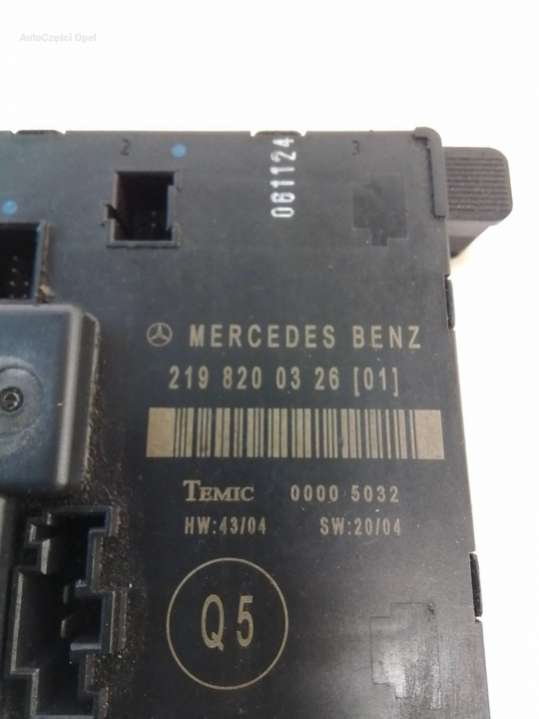 AutoCzęści Opel
2 3
061124
MERCEDES BENZ
219 820 03 26 [01]
TEMIC 0000 5032
HW:43/04 SW:20/04
Q5